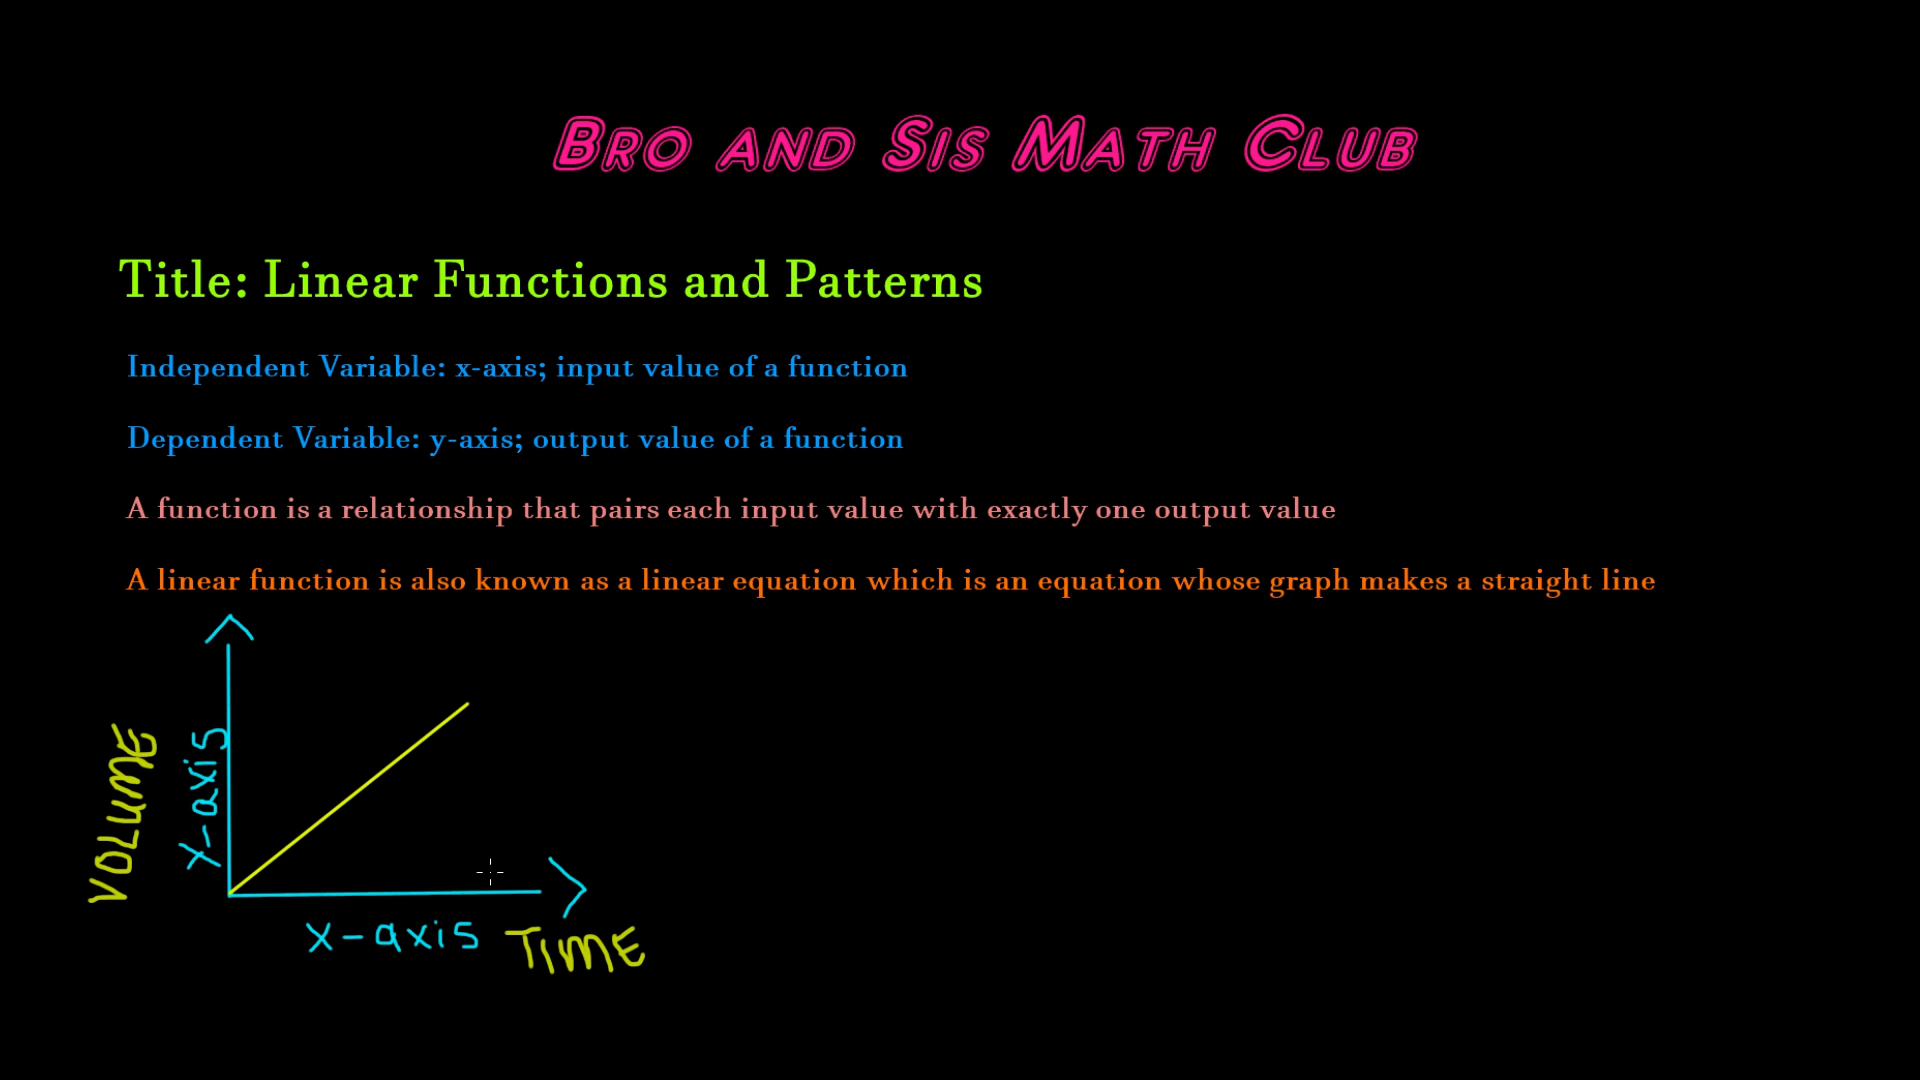 Bro and Sis Math Club
Title: Linear Functions and Patterns
Independent Variable: x-axis; input value of a function
Dependent Variable: y-axis; output value of a function
A function is a relationship that pairs each input value with exactly one output value
A linear function is also known as a linear equation which is an equation whose graph makes a straight line
VOLUME
y-axis
x-axis
TIME